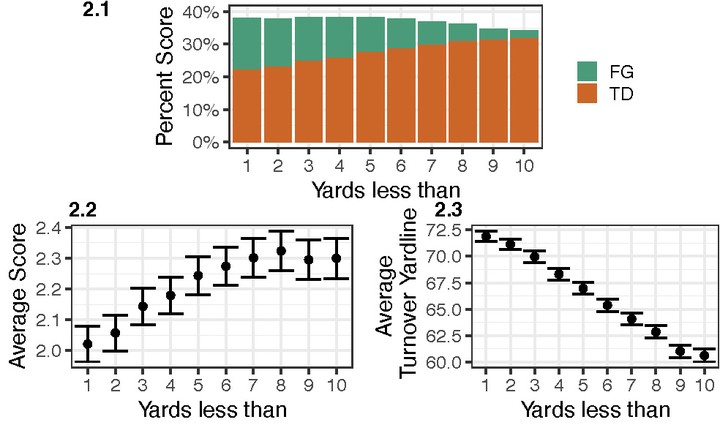 2.1
Percent Score
40%
30%
20%
10%
0%
1 2 3 4 5 6 7 8 9 10
Yards less than
FG
TD
2.2
Average Score
2.4
2.3
2.2
2.1
2.0
1 2 3 4 5 6 7 8 9 10
Yards less than
2.3
Average
Turnover Yardline
72.5
70.0
67.5
65.0
62.5
60.0
1 2 3 4 5 6 7 8 9 10
Yards less than